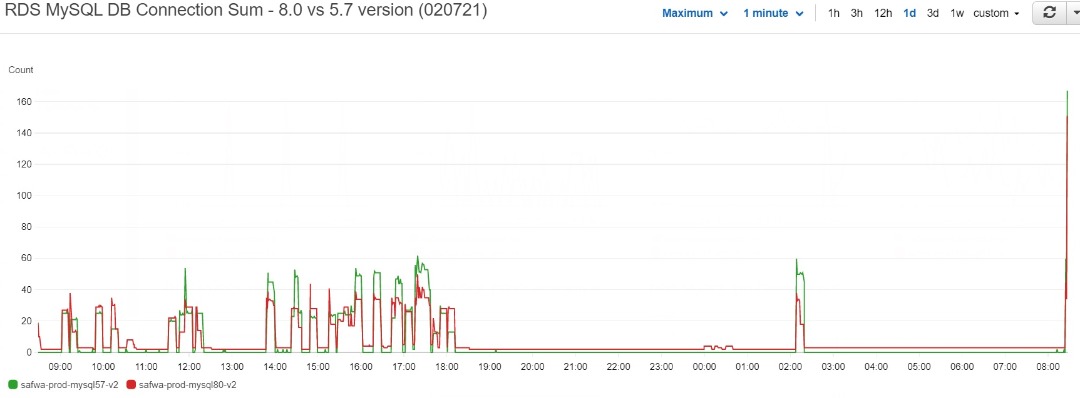 RDS MySQL DB Connection Sum - 8.0 vs 5.7 version (020721)
Maximum 1 minute 1h 3h 12h 1d 3d 1w custom
Count
160
140
120
100
80
60
40
20
0
09:00 10:00 11:00 12:00 13:00 14:00 15:00 16:00 17:00 18:00 19:00 20:00 21:00 22:00 23:00 00:00 01:00 02:00 03:00 04:00 05:00 06:00 07:00 08:00
safwa-prod-mysql57-v2 safwa-prod-mysql80-v2